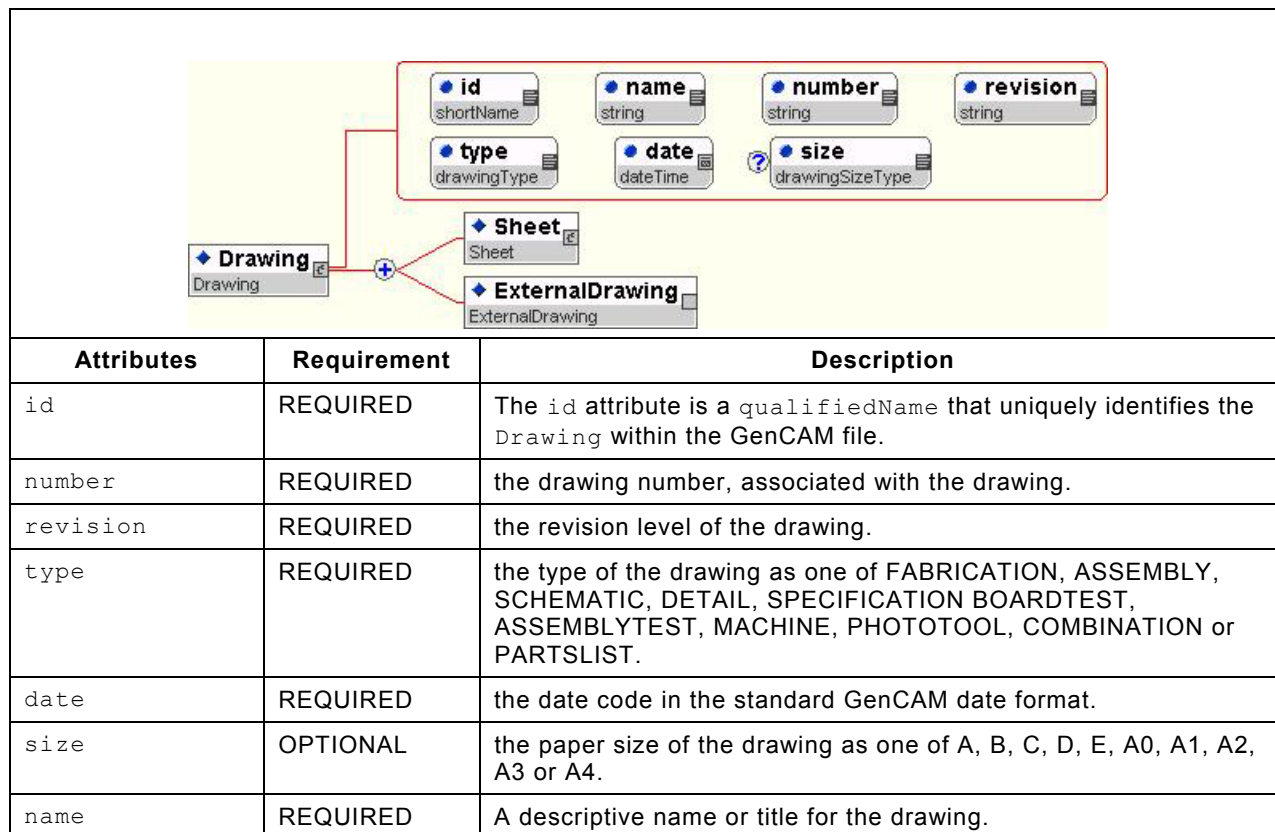 id name number revision
shortName string string string
type date ? size
drawingType dateTime drawingSizeType
Sheet
Sheet
Drawing
Drawing
ExternalDrawing
ExternalDrawing
Attributes Requirement Description
id REQUIRED The id attribute is a qualifiedName that uniquely identifies the
Drawing within the GenCAM file.
number REQUIRED the drawing number, associated with the drawing.
revision REQUIRED the revision level of the drawing.
type REQUIRED the type of the drawing as one of FABRICATION, ASSEMBLY,
SCHEMATIC, DETAIL, SPECIFICATION BOARDTEST,
ASSEMBLYTEST, MACHINE, PHOTOTOOL, COMBINATION or
PARTSLIST.
date REQUIRED the date code in the standard GenCAM date format.
size OPTIONAL the paper size of the drawing as one of A, B, C, D, E, A0, A1, A2,
A3 or A4.
name REQUIRED A descriptive name or title for the drawing.